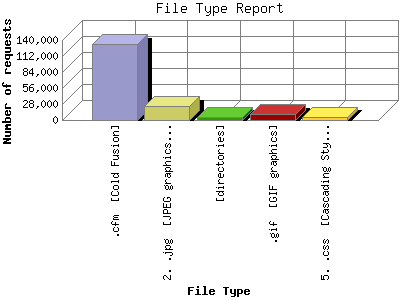 File Type Report
Number of requests
140,000
112,000
84,000
56,000
28,000
0
.cfm [Cold Fusion]
2. .jpg [JPEG graphics...
[directories]
.gif [GIF graphics]
5. .css [Cascading Sty...
File Type